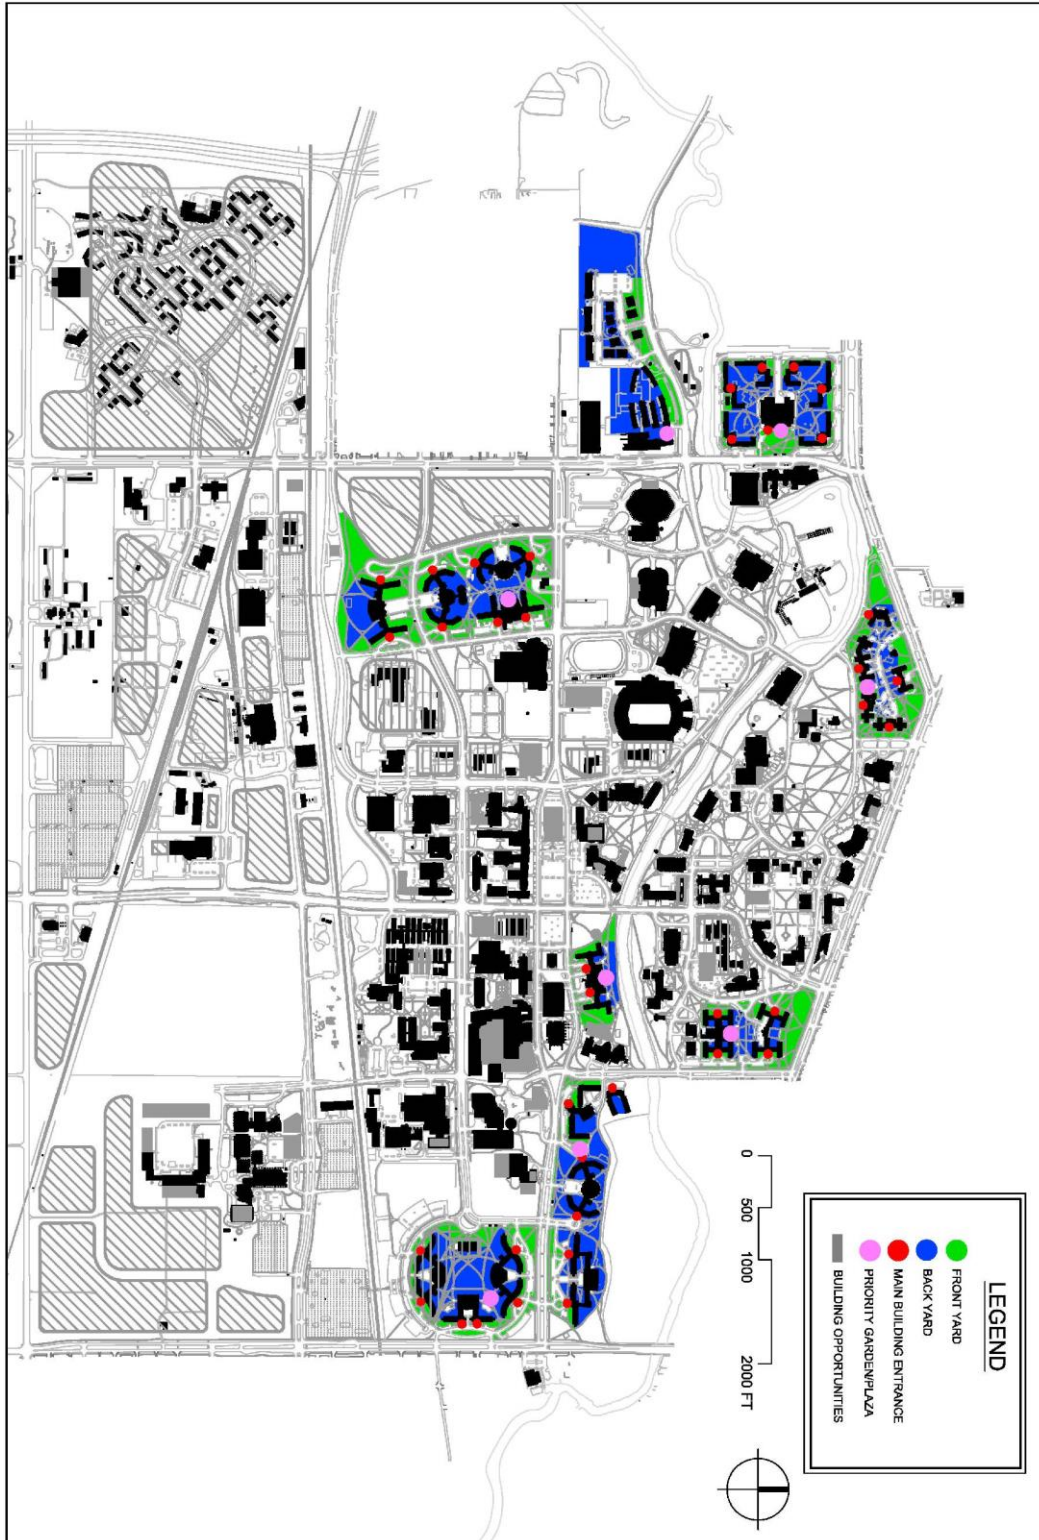 LEGEND
FRONT YARD
BACK YARD
MAIN BUILDING ENTRANCE
PRIORITY GARDEN/PLAZA
BUILDING OPPORTUNITIES
0 500 1000 2000 FT